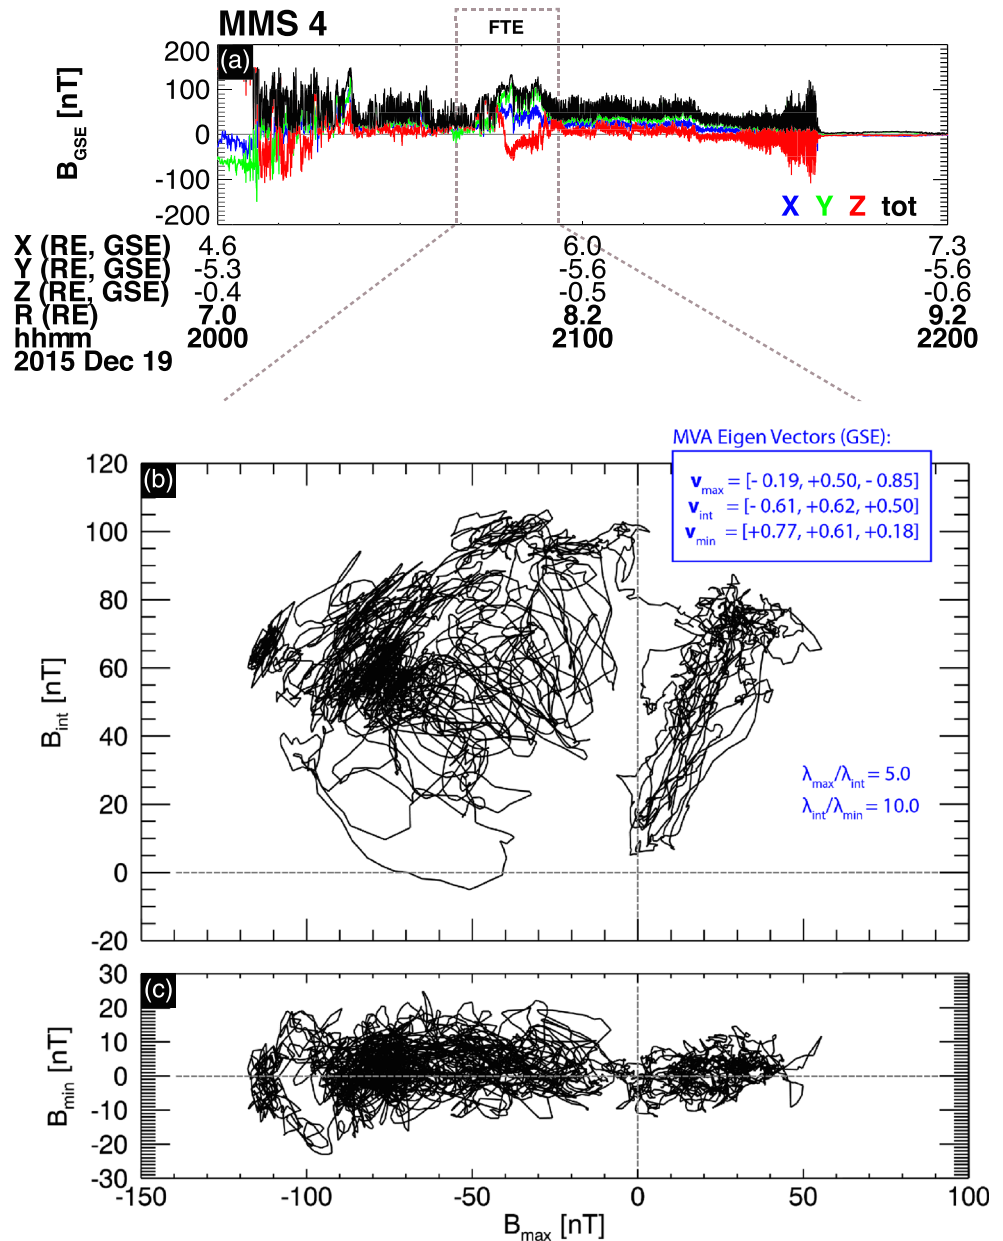 MMS 4
FTE
(a)
200
100
0
-100
-200
B_GSE [nT]
X Y Z tot
X (RE, GSE) 4.6 6.0 7.3
Y (RE, GSE) -5.3 -5.6 -5.6
Z (RE, GSE) -0.4 -0.5 -0.6
R (RE) 7.0 8.2 9.2
hhmm 2000 2100 2200
2015 Dec 19
MVA Eigen Vectors (GSE):
v_max = [- 0.19, +0.50, - 0.85]
v_int = [- 0.61, +0.62, +0.50]
v_min = [+0.77, +0.61, +0.18]
(b)
120
100
80
60
40
20
0
-20
B_int [nT]
λ_max/λ_int = 5.0
λ_int/λ_min = 10.0
(c)
30
20
10
0
-10
-20
-30
B_min [nT]
-150 -100 -50 0 50 100
B_max [nT]